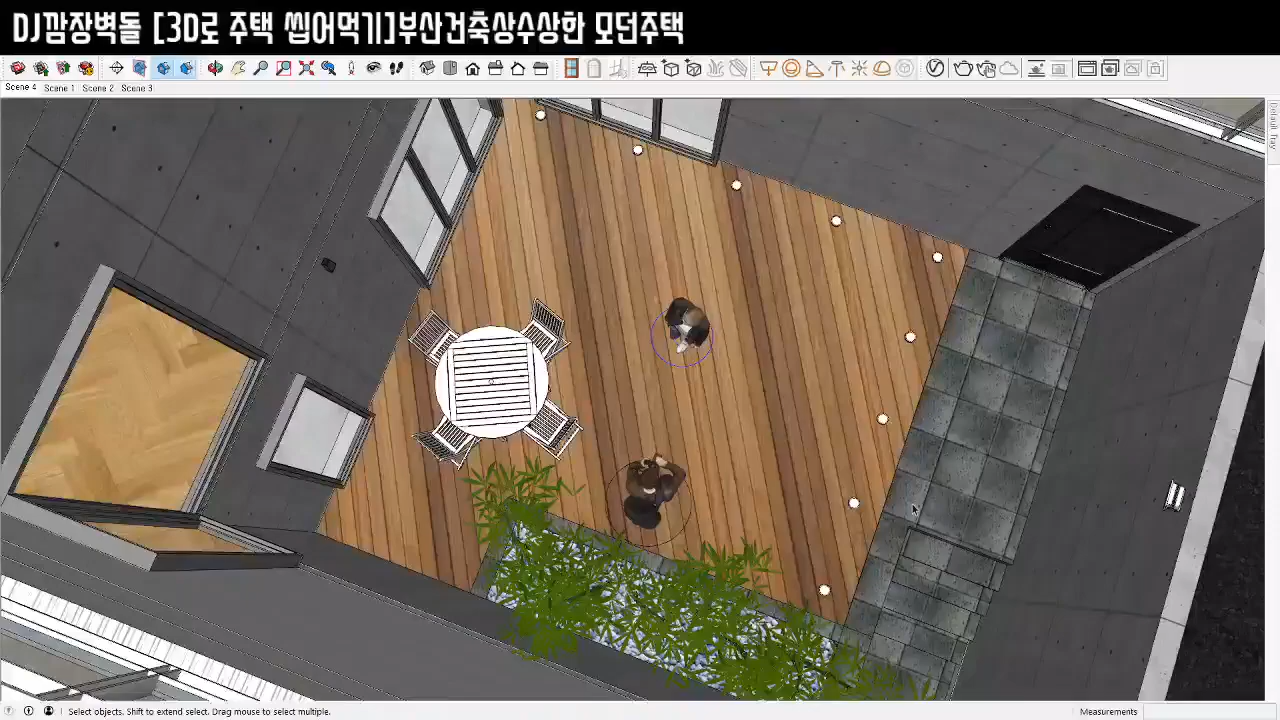 DJ깜장벽돌 [3D로 주택 씹어먹기]부산건축상수상한 모던주택
Scene 4 Scene 1 Scene 2 Scene 3
Default Tray
Select objects. Shift to extend select. Drag mouse to select multiple.
Measurements